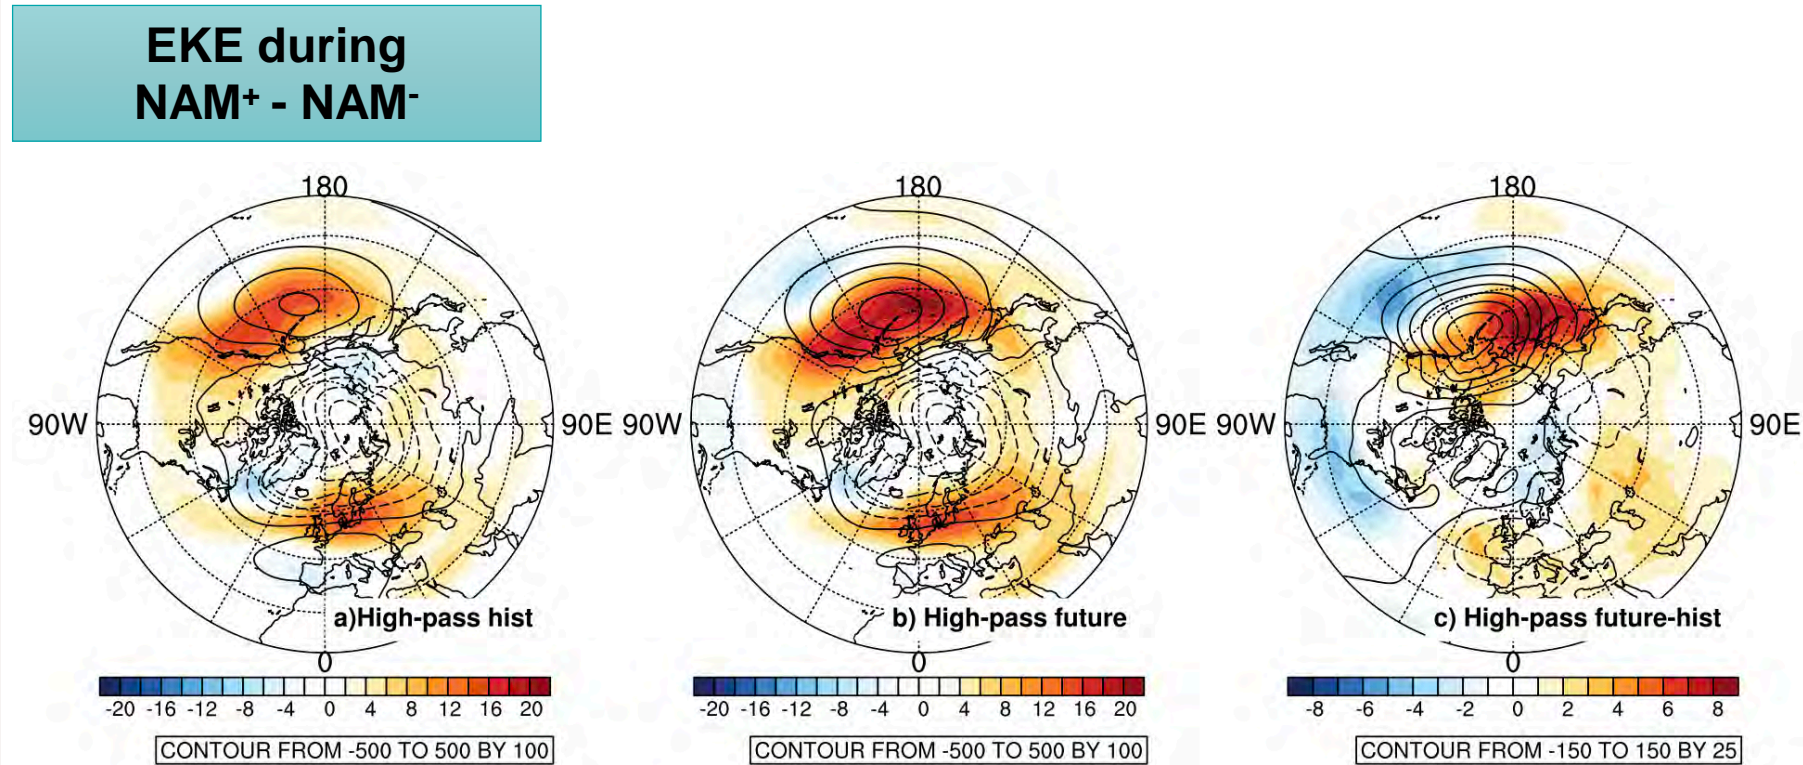 EKE during
NAM⁺ - NAM⁻
180
90W
90E
0
a)High-pass hist
-20 -16 -12 -8 -4 0 4 8 12 16 20
CONTOUR FROM -500 TO 500 BY 100
180
90W
90E
0
b) High-pass future
-20 -16 -12 -8 -4 0 4 8 12 16 20
CONTOUR FROM -500 TO 500 BY 100
180
90W
90E
0
c) High-pass future-hist
-8 -6 -4 -2 0 2 4 6 8
CONTOUR FROM -150 TO 150 BY 25